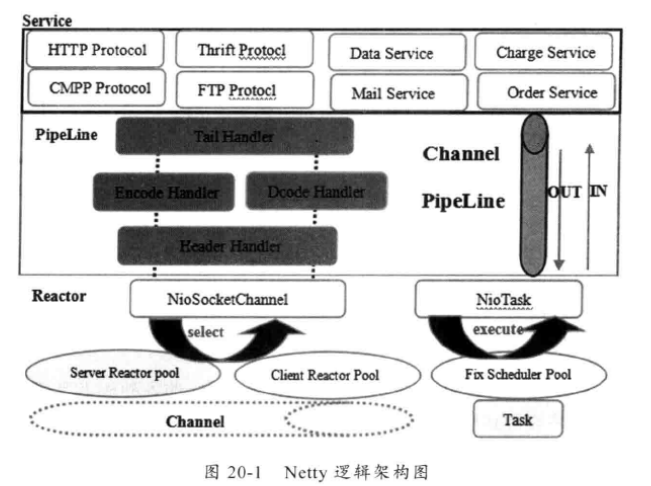 Service
HTTP Protocol
Thrift Protocl
Data Service
Charge Service
CMPP Protocol
FTP Protocl
Mail Service
Order Service
PipeLine
Tail Handler
Channel
Encode Handler
Dcode Handler
PipeLine
OUT
IN
Header Handler
Reactor
NioSocketChannel
NioTask
select
execute
Server Reactor pool
Client Reactor Pool
Fix Scheduler Pool
Channel
Task
图 20-1 Netty 逻辑架构图